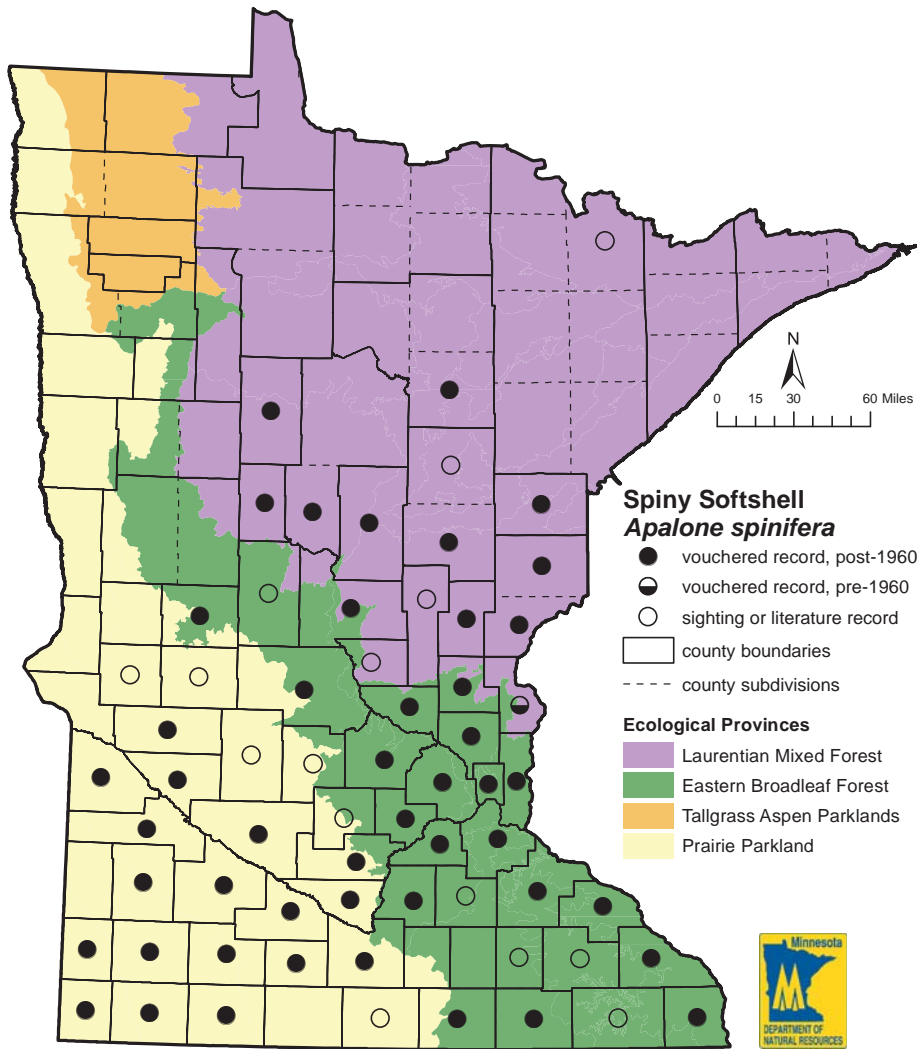 N
0 15 30 60 Miles
Spiny Softshell
Apalone spinifera
vouchered record, post-1960
vouchered record, pre-1960
sighting or literature record
county boundaries
county subdivisions
Ecological Provinces
Laurentian Mixed Forest
Eastern Broadleaf Forest
Tallgrass Aspen Parklands
Prairie Parkland
Minnesota
M
DEPARTMENT OF
NATURAL RESOURCES